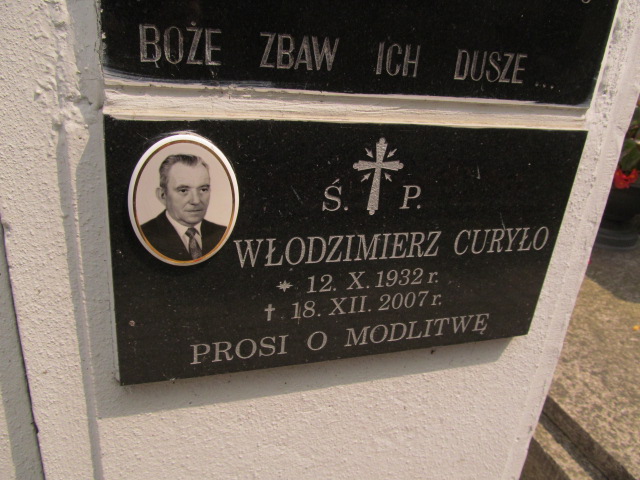 BOŻE ZBAW ICH DUSZE...
Ś. P.
WŁODZIMIERZ CURYŁO
* 12. X. 1932 r.
† 18. XII. 2007 r.
PROSI O MODLITWĘ